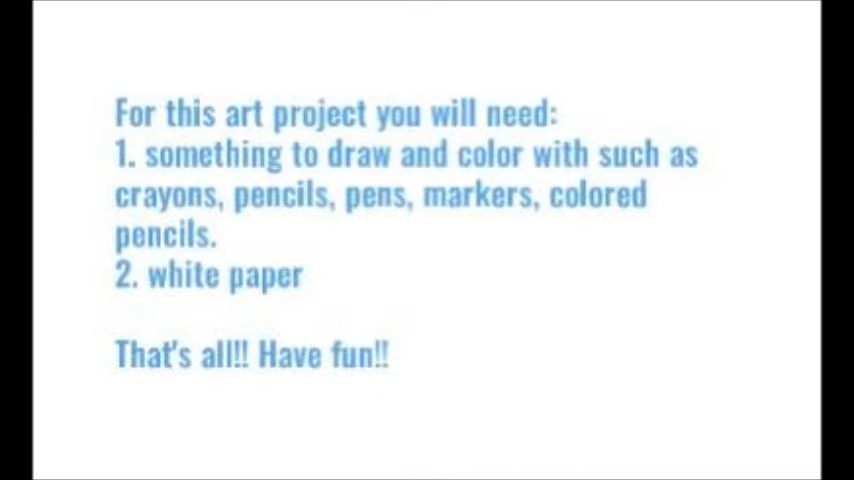 For this art project you will need:
1. something to draw and color with such as
crayons, pencils, pens, markers, colored
pencils.
2. white paper
That's all!! Have fun!!